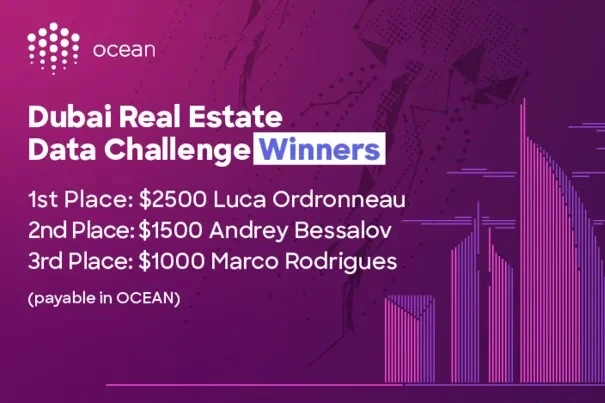 ocean
Dubai Real Estate
Data Challenge Winners
1st Place: $2500 Luca Ordronneau
2nd Place: $1500 Andrey Bessalov
3rd Place: $1000 Marco Rodrigues
(payable in OCEAN)